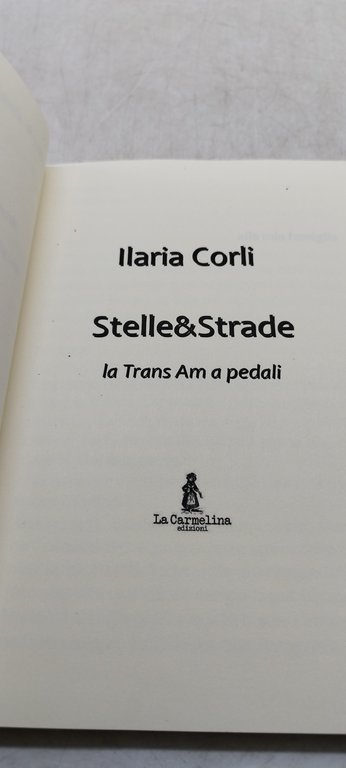 Ilaria Corli
Stelle&Strade
la Trans Am a pedali
La Carmelina
edizioni